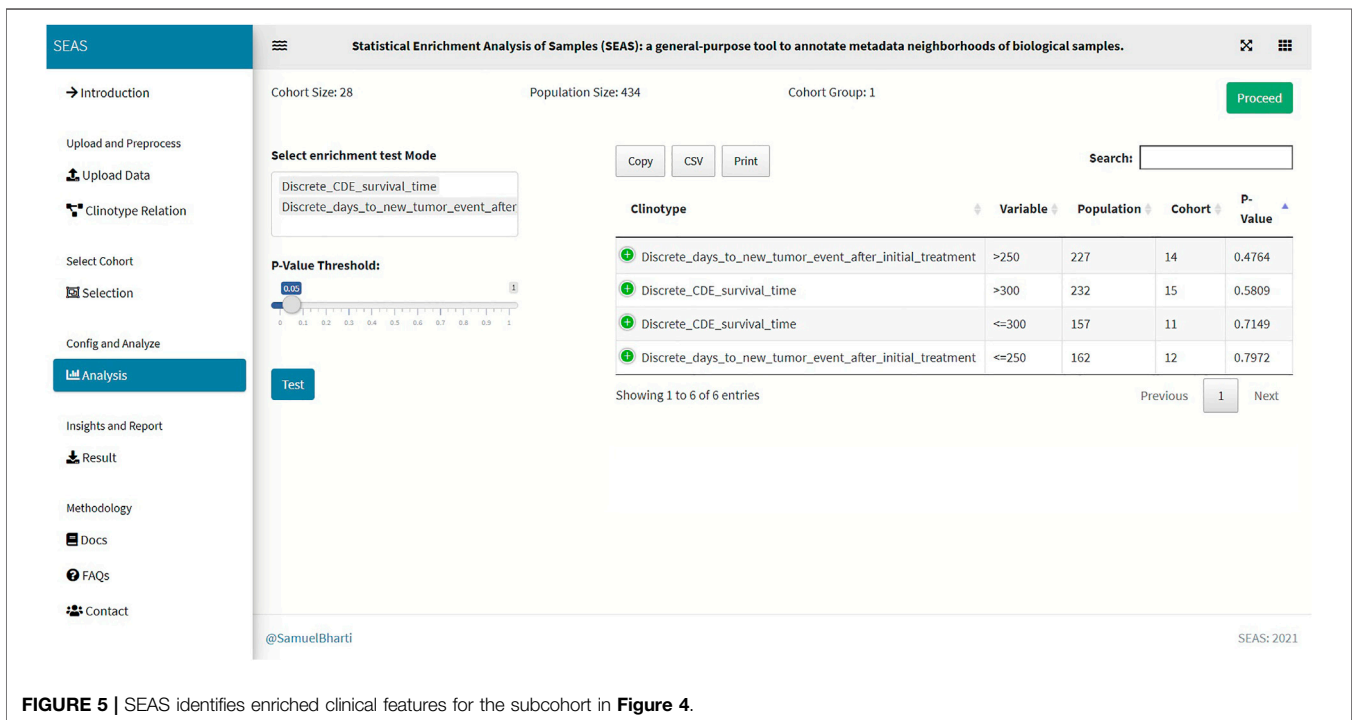 SEAS
Statistical Enrichment Analysis of Samples (SEAS): a general-purpose tool to annotate metadata neighborhoods of biological samples.
Introduction
Upload and Preprocess
Upload Data
Clinotype Relation
Select Cohort
Selection
Config and Analyze
Analysis
Insights and Report
Result
Methodology
Docs
FAQs
Contact
Cohort Size: 28 Population Size: 434 Cohort Group: 1
Proceed
Select enrichment test Mode
Discrete_CDE_survival_time
Discrete_days_to_new_tumor_event_after
P-Value Threshold:
0.05 1
0 0.1 0.2 0.3 0.4 0.5 0.6 0.7 0.8 0.9 1
Test
Copy CSV Print Search:
Clinotype Variable Population Cohort P-Value
Discrete_days_to_new_tumor_event_after_initial_treatment >250 227 14 0.4764
Discrete_CDE_survival_time >300 232 15 0.5809
Discrete_CDE_survival_time <=300 157 11 0.7149
Discrete_days_to_new_tumor_event_after_initial_treatment <=250 162 12 0.7972
Showing 1 to 6 of 6 entries Previous 1 Next
@SamuelBharti SEAS: 2021
FIGURE 5 | SEAS identifies enriched clinical features for the subcohort in Figure 4.